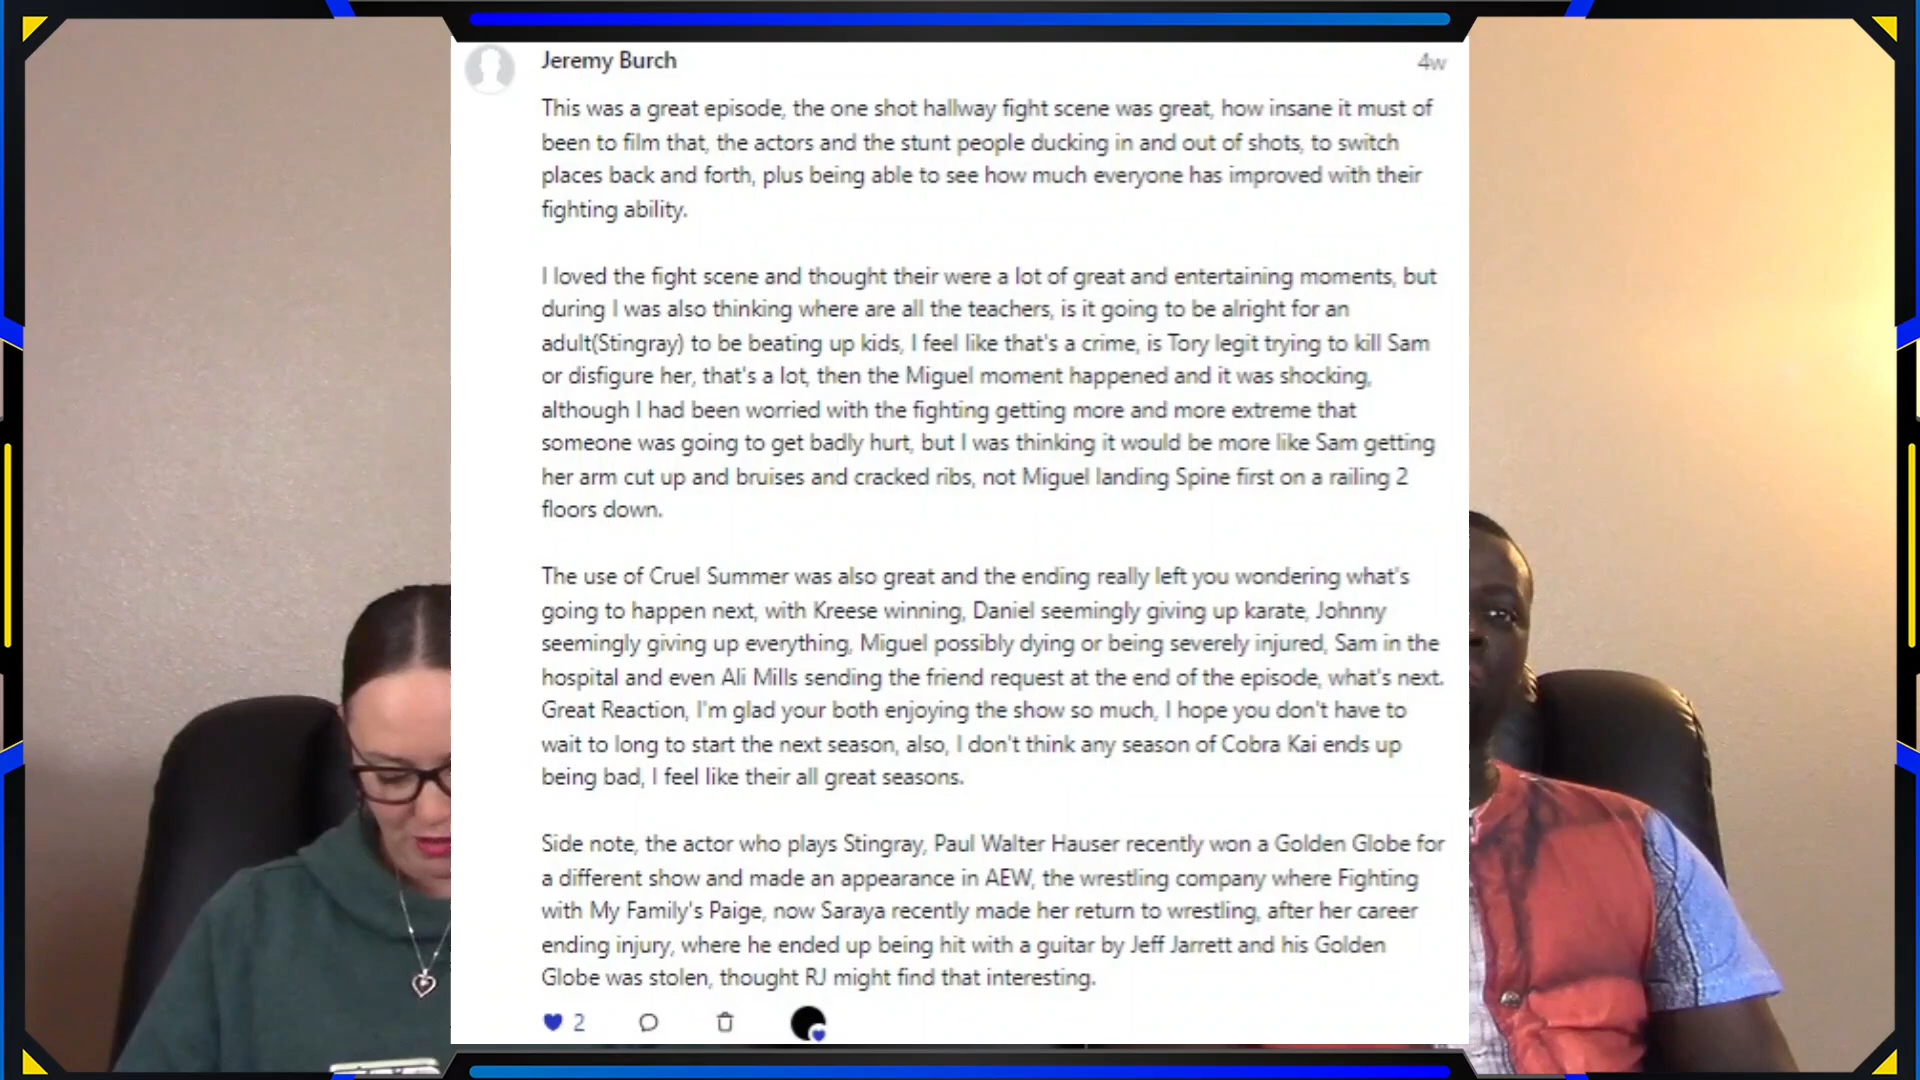 Jeremy Burch
4w
This was a great episode, the one shot hallway fight scene was great, how insane it must of
been to film that, the actors and the stunt people ducking in and out of shots, to switch
places back and forth, plus being able to see how much everyone has improved with their
fighting ability.
I loved the fight scene and thought their were a lot of great and entertaining moments, but
during I was also thinking where are all the teachers, is it going to be alright for an
adult(Stingray) to be beating up kids, I feel like that's a crime, is Tory legit trying to kill Sam
or disfigure her, that's a lot, then the Miguel moment happened and it was shocking,
although I had been worried with the fighting getting more and more extreme that
someone was going to get badly hurt, but I was thinking it would be more like Sam getting
her arm cut up and bruises and cracked ribs, not Miguel landing Spine first on a railing 2
floors down.
The use of Cruel Summer was also great and the ending really left you wondering what's
going to happen next, with Kreese winning, Daniel seemingly giving up karate, Johnny
seemingly giving up everything, Miguel possibly dying or being severely injured, Sam in the
hospital and even Ali Mills sending the friend request at the end of the episode, what's next.
Great Reaction, I'm glad your both enjoying the show so much, I hope you don't have to
wait to long to start the next season, also, I don't think any season of Cobra Kai ends up
being bad, I feel like their all great seasons.
Side note, the actor who plays Stingray, Paul Walter Hauser recently won a Golden Globe for
a different show and made an appearance in AEW, the wrestling company where Fighting
with My Family's Paige, now Saraya recently made her return to wrestling, after her career
ending injury, where he ended up being hit with a guitar by Jeff Jarrett and his Golden
Globe was stolen, thought RJ might find that interesting.
2